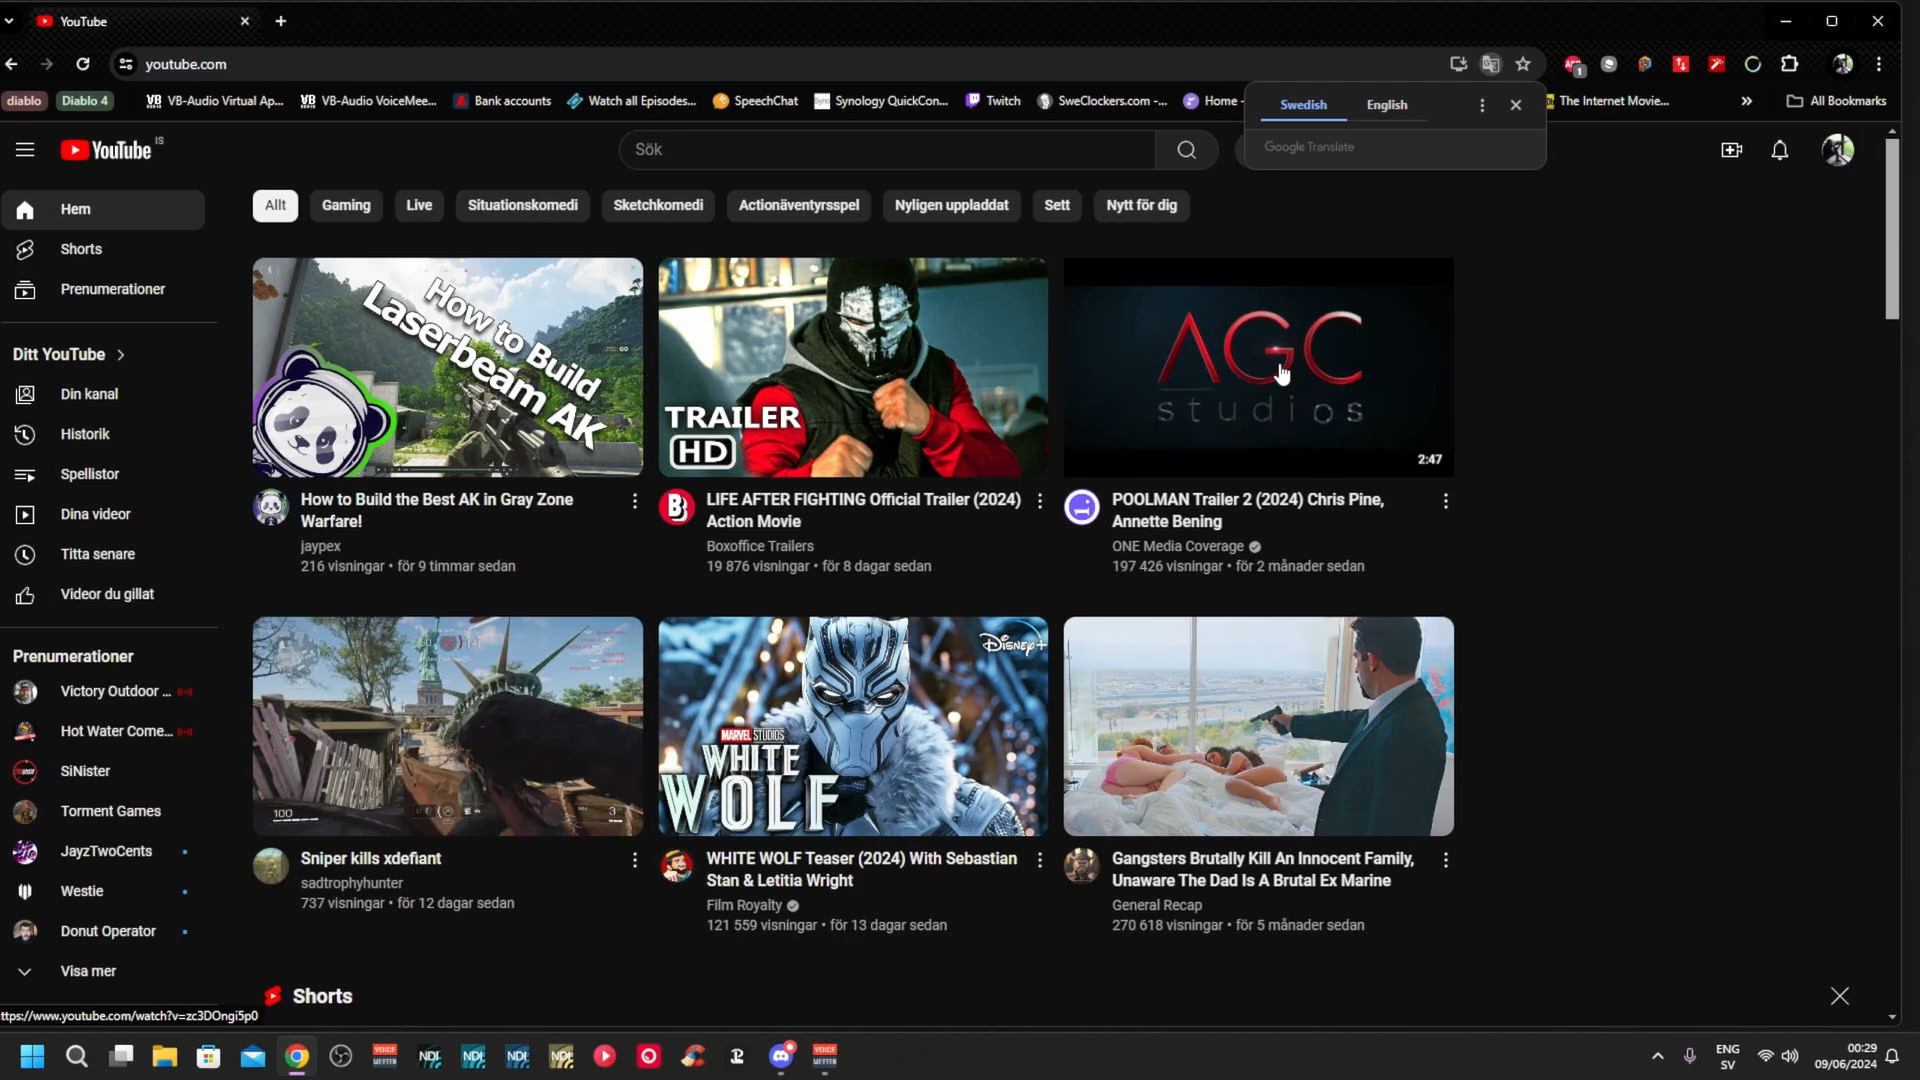 YouTube
youtube.com
diablo
Diablo 4
VB-Audio Virtual Ap...
VB-Audio VoiceMee...
Bank accounts
Watch all Episodes...
SpeechChat
Synology QuickCon...
Twitch
SweClockers.com -...
Home -
The Internet Movie...
All Bookmarks
Swedish
English
Google Translate
YouTube IS
Sök
Hem
Shorts
Prenumerationer
Ditt YouTube
Din kanal
Historik
Spellistor
Dina videor
Titta senare
Videor du gillat
Prenumerationer
Victory Outdoor ...
Hot Water Come...
SiNister
Torment Games
JayzTwoCents
Westie
Donut Operator
Visa mer
Allt
Gaming
Live
Situationskomedi
Sketchkomedi
Actionäventyrsspel
Nyligen uppladdat
Sett
Nytt för dig
How to Build
Laserbeam AK
How to Build the Best AK in Gray Zone
Warfare!
jaypex
216 visningar • för 9 timmar sedan
TRAILER
HD
LIFE AFTER FIGHTING Official Trailer (2024)
Action Movie
Boxoffice Trailers
19 876 visningar • för 8 dagar sedan
AGC
studios
2:47
POOLMAN Trailer 2 (2024) Chris Pine,
Annette Bening
ONE Media Coverage
197 426 visningar • för 2 månader sedan
100
3
Sniper kills xdefiant
sadtrophyhunter
737 visningar • för 12 dagar sedan
Disney+
MARVEL STUDIOS
WHITE
WOLF
WHITE WOLF Teaser (2024) With Sebastian
Stan & Letitia Wright
Film Royalty
121 559 visningar • för 13 dagar sedan
Gangsters Brutally Kill An Innocent Family,
Unaware The Dad Is A Brutal Ex Marine
General Recap
270 618 visningar • för 5 månader sedan
Shorts
ttps://www.youtube.com/watch?v=zc3DOngi5p0
VOICE
MEETER
NDI
NDI
NDI
NDI
VOICE
MEETER
ENG
SV
00:29
09/06/2024